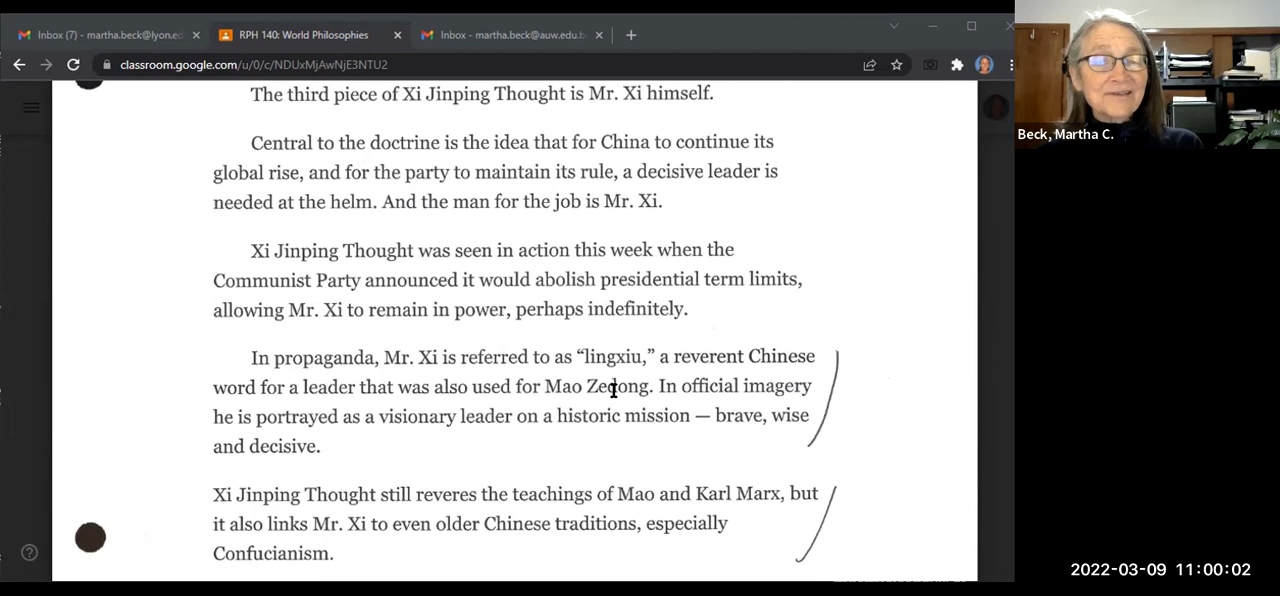 Inbox (7) - martha.beck@lyon.ed
RPH 140: World Philosophies
Inbox - martha.beck@auw.edu.b
classroom.google.com/u/0/c/NDUxMjAwNjE3NTU2
The third piece of Xi Jinping Thought is Mr. Xi himself.
Central to the doctrine is the idea that for China to continue its
global rise, and for the party to maintain its rule, a decisive leader is
needed at the helm. And the man for the job is Mr. Xi.
Xi Jinping Thought was seen in action this week when the
Communist Party announced it would abolish presidential term limits,
allowing Mr. Xi to remain in power, perhaps indefinitely.
In propaganda, Mr. Xi is referred to as “lingxiu,” a reverent Chinese
word for a leader that was also used for Mao Zedong. In official imagery
he is portrayed as a visionary leader on a historic mission — brave, wise
and decisive.
Xi Jinping Thought still reveres the teachings of Mao and Karl Marx, but
it also links Mr. Xi to even older Chinese traditions, especially
Confucianism.
Beck, Martha C.
2022-03-09 11:00:02